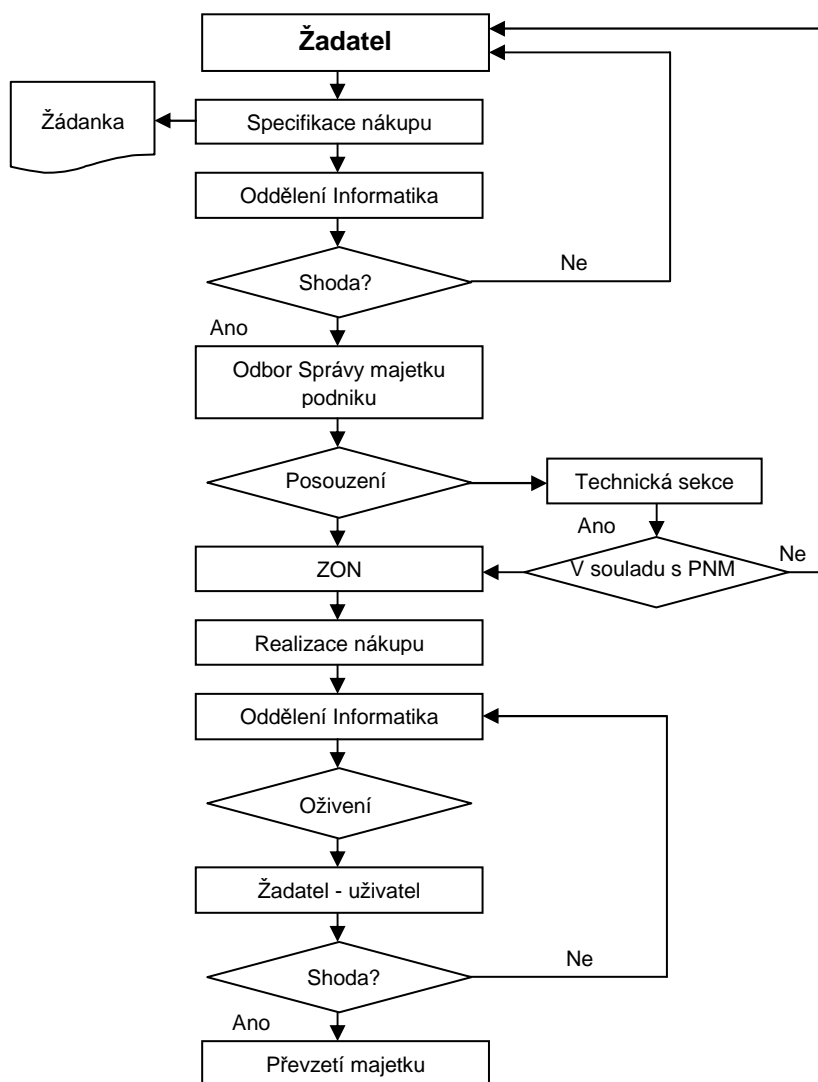 Žadatel
Žádanka
Specifikace nákupu
Oddělení Informatika
Shoda?
Ne
Ano
Odbor Správy majetku
podniku
Posouzení
Technická sekce
Ano
V souladu s PNM
Ne
ZON
Realizace nákupu
Oddělení Informatika
Oživení
Žadatel - uživatel
Shoda?
Ne
Ano
Převzetí majetku